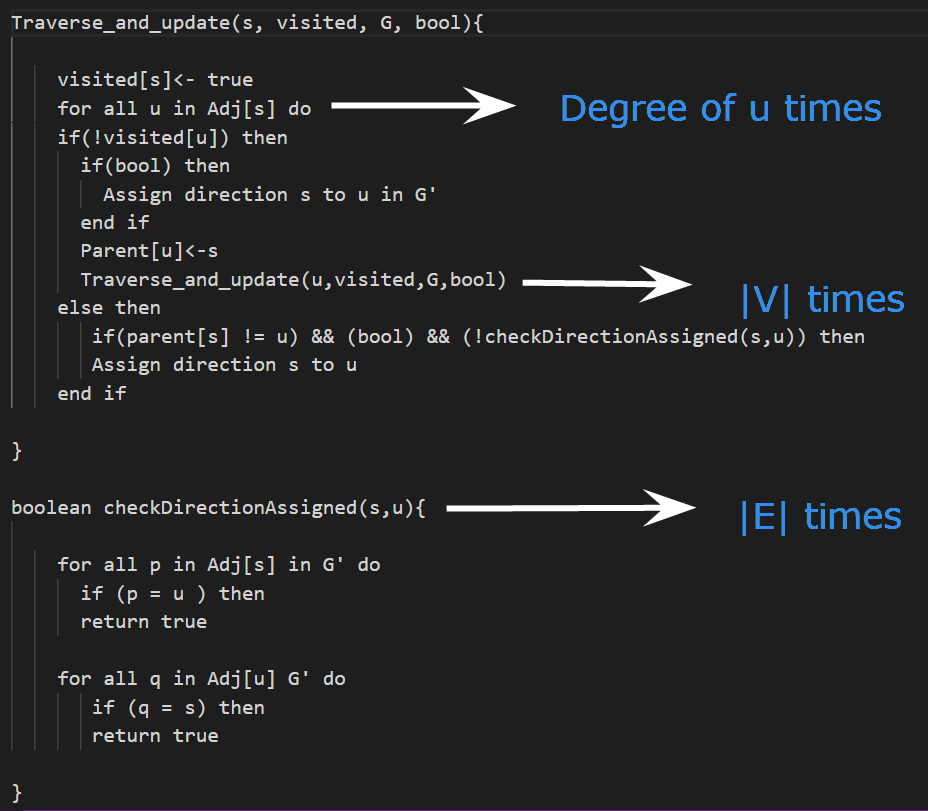 Traverse_and_update(s, visited, G, bool){
visited[s]<- true
for all u in Adj[s] do
Degree of u times
if(!visited[u]) then
if(bool) then
Assign direction s to u in G'
end if
Parent[u]<-s
Traverse_and_update(u,visited,G,bool)
|V| times
else then
if(parent[s] != u) && (bool) && (!checkDirectionAssigned(s,u)) then
Assign direction s to u
end if
}
boolean checkDirectionAssigned(s,u){
|E| times
for all p in Adj[s] in G' do
if (p = u ) then
return true
for all q in Adj[u] G' do
if (q = s) then
return true
}